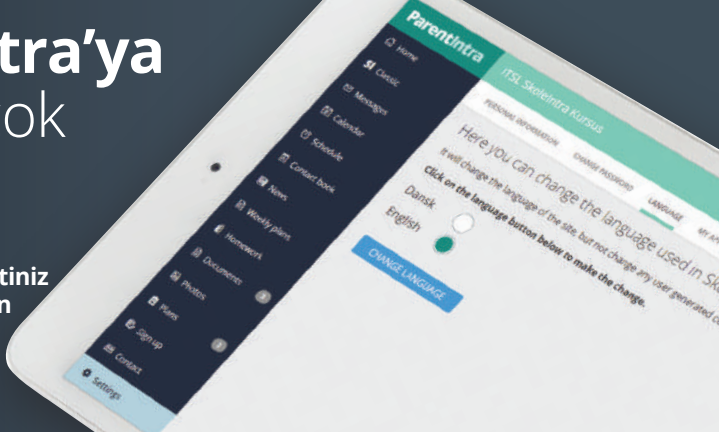 tra’ya
ok
tiniz
n
ParentIntra
Home
SI Classic
Messages
Calendar
Schedule
Contact book
News
Weekly plans
Homework
Documents
Photos
Plans
Sign up
Contact
Settings
ITSL SkoleIntra Kursus
PERSONAL INFORMATION
CHANGE PASSWORD
LANGUAGE
MY A
Here you can change the language used in Sk
It will change the language of the site, but not change any user generated c
Click on the language button below to make the change.
Dansk
English
CHANGE LANGUAGE